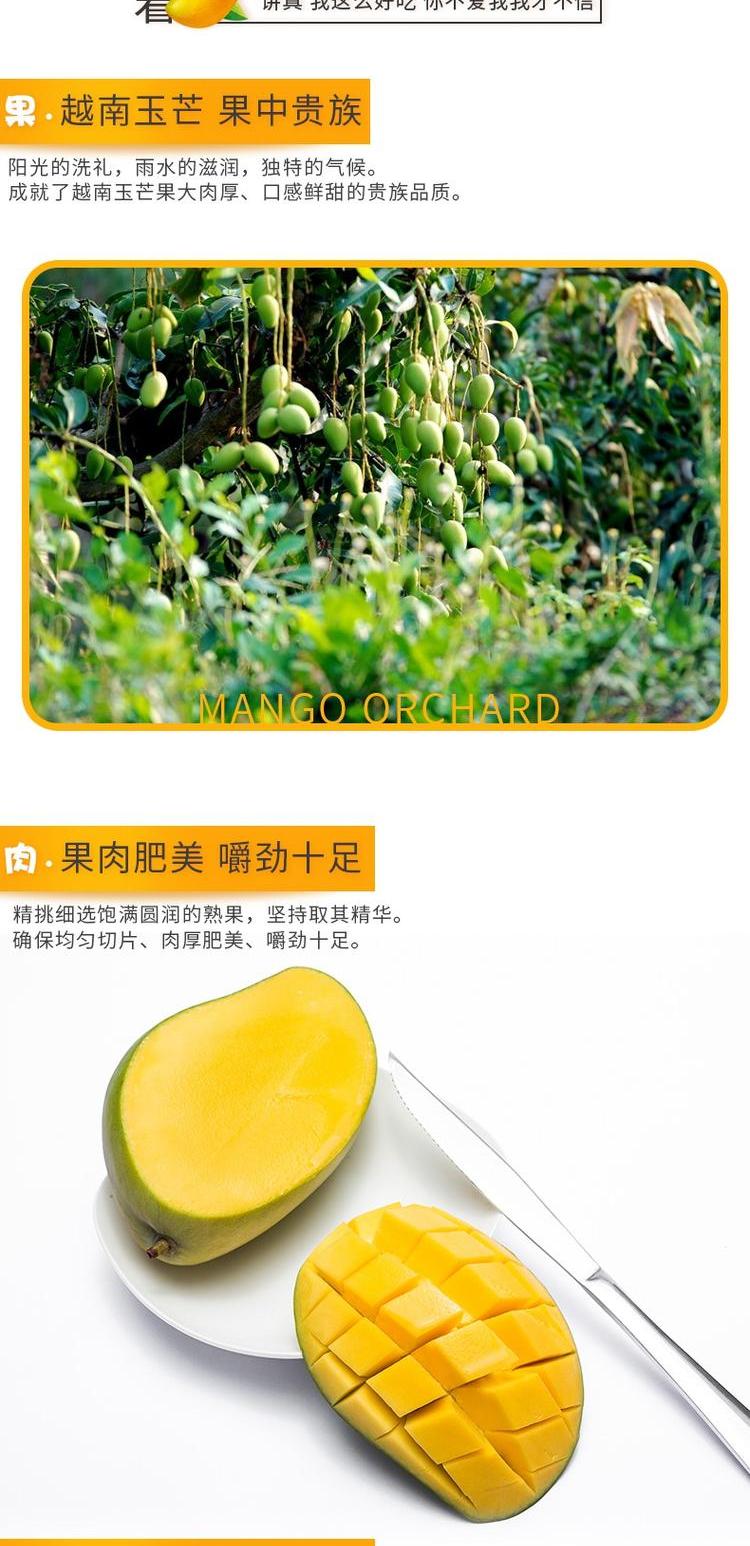 看
讲真 我这么好吃 你不爱我我才不信
果·越南玉芒 果中贵族
阳光的洗礼，雨水的滋润，独特的气候。
成就了越南玉芒果大肉厚、口感鲜甜的贵族品质。
MANGO ORCHARD
肉·果肉肥美 嚼劲十足
精挑细选饱满圆润的熟果，坚持取其精华。
确保均匀切片、肉厚肥美、嚼劲十足。